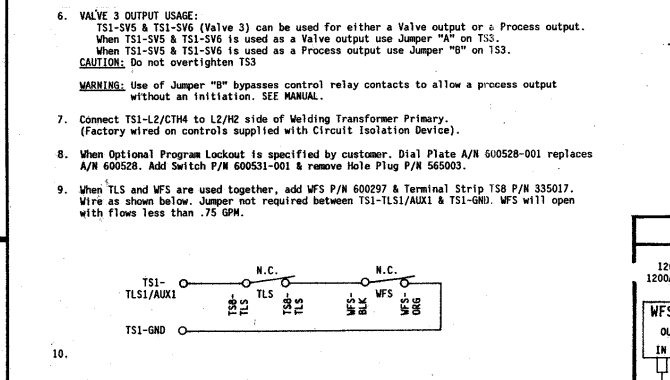 6. VALVE 3 OUTPUT USAGE:
TS1-SV5 & TS1-SV6 (Valve 3) can be used for either a Valve output or a Process output.
When TS1-SV5 & TS1-SV6 is used as a Valve output use Jumper "A" on TS3.
When TS1-SV5 & TS1-SV6 is used as a Process output use Jumper "B" on TS3.
CAUTION: Do not overtighten TS3
WARNING: Use of Jumper "B" bypasses control relay contacts to allow a process output
without an initiation. SEE MANUAL.
7. Connect TS1-L2/CTH4 to L2/H2 side of Welding Transformer Primary.
(Factory wired on controls supplied with Circuit Isolation Device).
8. When Optional Program Lockout is specified by customer. Dial Plate A/N 600528-001 replaces
A/N 600528. Add Switch P/N 600531-001 & remove Hole Plug P/N 565003.
9. When TLS and WFS are used together, add WFS P/N 600297 & Terminal Strip TS8 P/N 335017.
Wire as shown below. Jumper not required between TS1-TLS1/AUX1 & TS1-GND. WFS will open
with flows less than .75 GPM.
N.C. N.C.
TS1-
TLS1/AUX1
TLS WFS
TS8-
TLS
TS8-
TLS
WFS-
BLK
WFS-
ORG
TS1-GND
10.
120
1200/
WFS
OU
IN